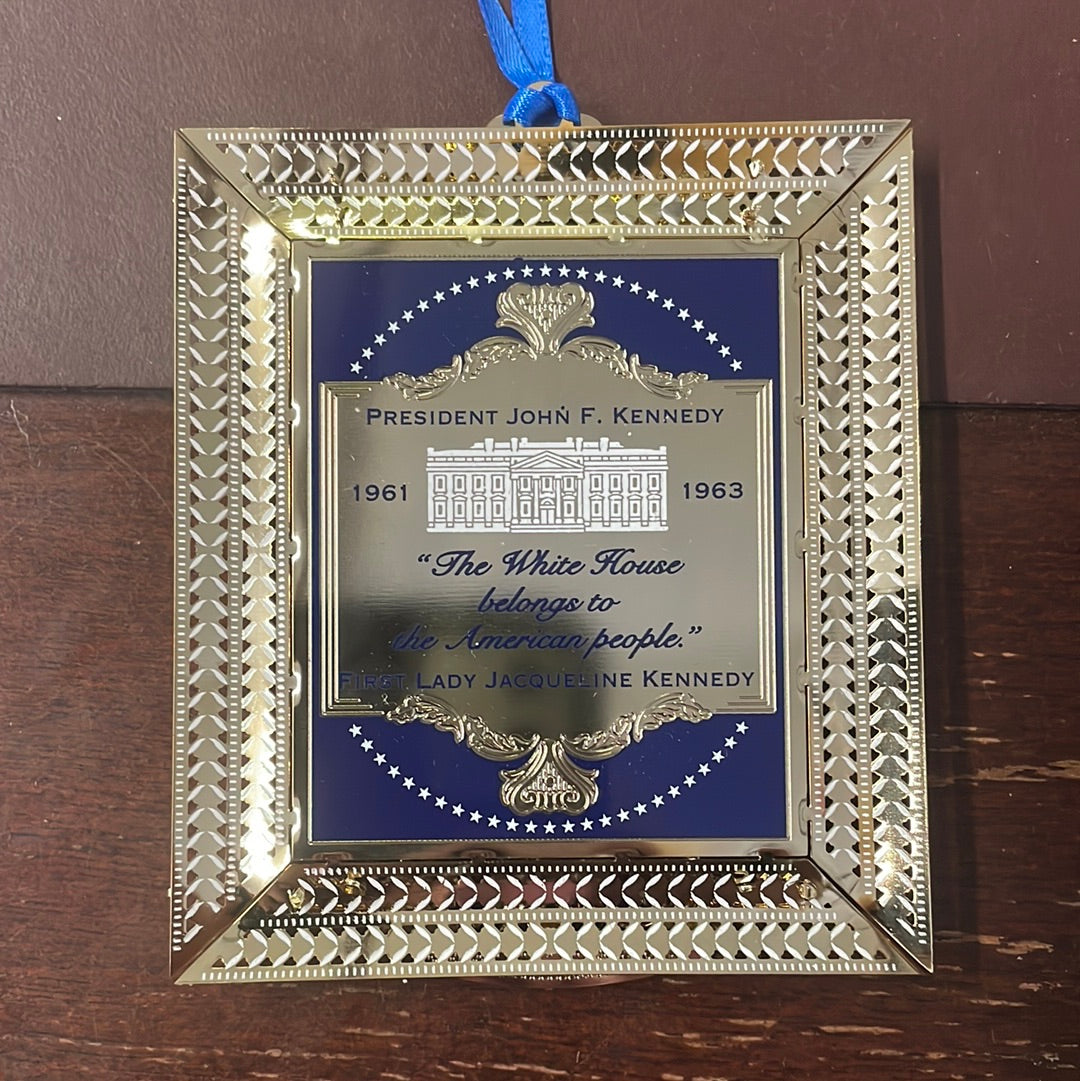 President John F. Kennedy
1961 1963
“The White House
belongs to
the American people.”
First Lady Jacqueline Kennedy